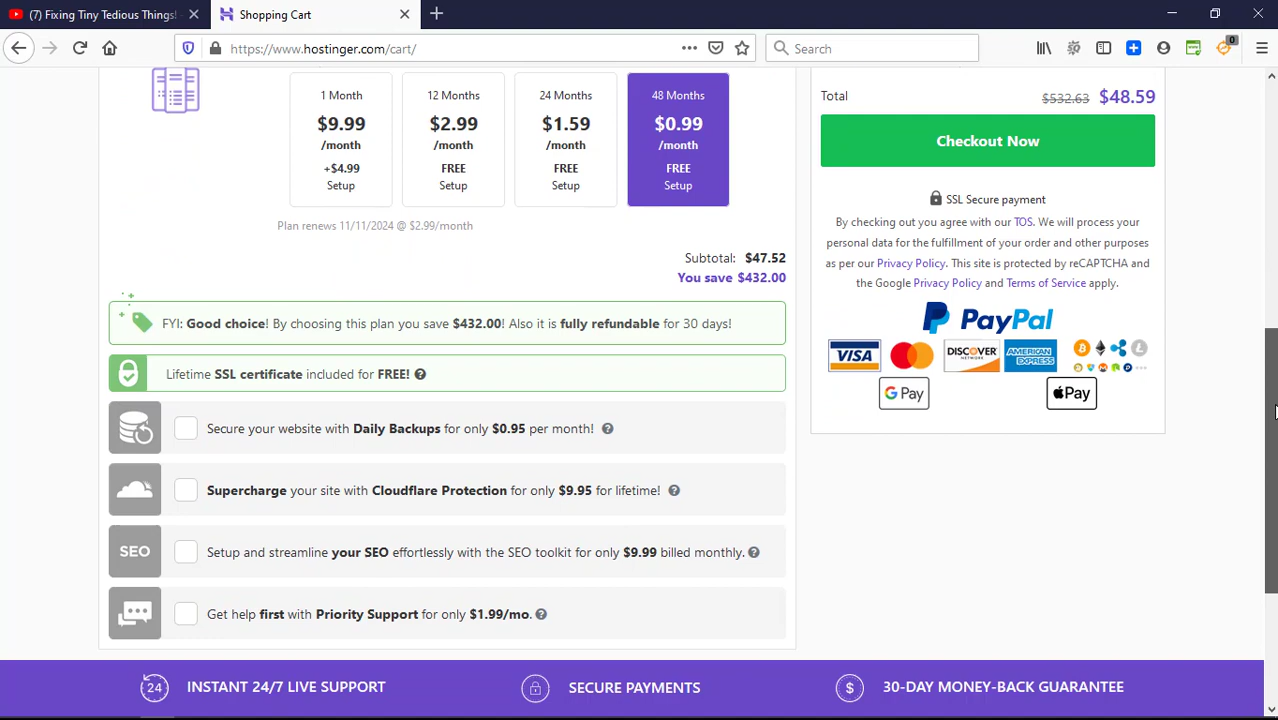 (7) Fixing Tiny Tedious Things!
Shopping Cart
https://www.hostinger.com/cart/
Search
0
1 Month
$9.99
/month
+$4.99
Setup
12 Months
$2.99
/month
FREE
Setup
24 Months
$1.59
/month
FREE
Setup
48 Months
$0.99
/month
FREE
Setup
Plan renews 11/11/2024 @ $2.99/month
Subtotal: $47.52
You save $432.00
FYI: Good choice! By choosing this plan you save $432.00! Also it is fully refundable for 30 days!
Lifetime SSL certificate included for FREE! ?
Secure your website with Daily Backups for only $0.95 per month! ?
Supercharge your site with Cloudflare Protection for only $9.95 for lifetime! ?
SEO Setup and streamline your SEO effortlessly with the SEO toolkit for only $9.99 billed monthly. ?
Get help first with Priority Support for only $1.99/mo. ?
Total $532.63 $48.59
Checkout Now
SSL Secure payment
By checking out you agree with our TOS. We will process your
personal data for the fulfillment of your order and other purposes
as per our Privacy Policy. This site is protected by reCAPTCHA and
the Google Privacy Policy and Terms of Service apply.
PayPal
VISA
DISCOVER
NETWORK
AMERICAN
EXPRESS
G Pay
Pay
24 INSTANT 24/7 LIVE SUPPORT
SECURE PAYMENTS
$ 30-DAY MONEY-BACK GUARANTEE